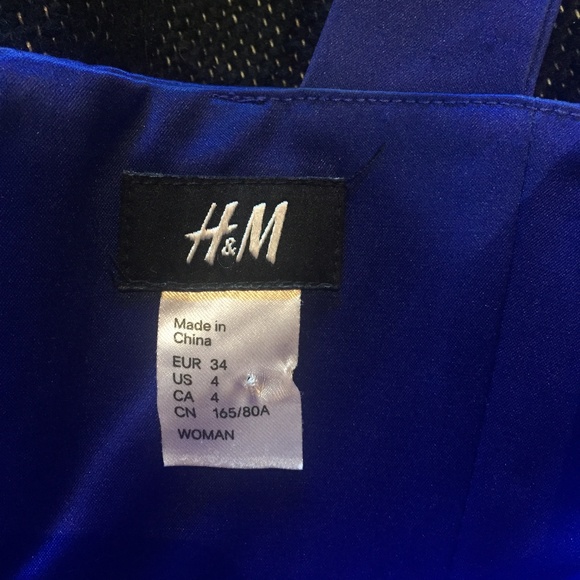 H&M
Made in
China
EUR 34
US 4
CA 4
CN 165/80A
WOMAN